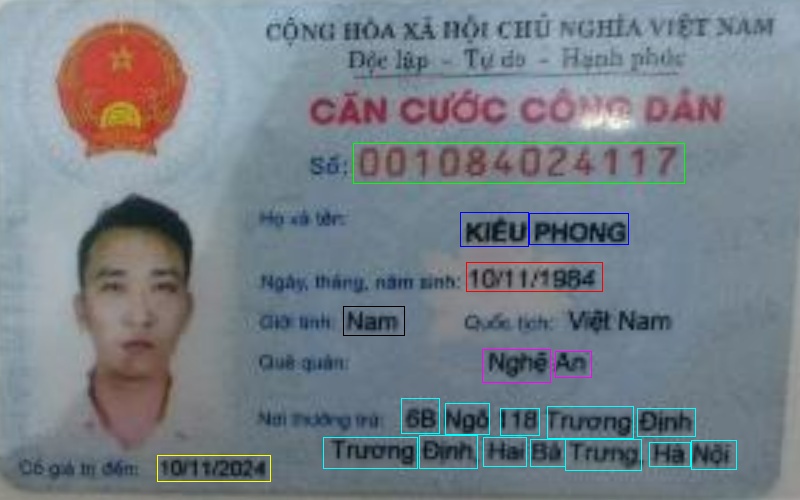 CỘNG HÒA XÃ HỘI CHỦ NGHĨA VIỆT NAM
Độc lập - Tự do - Hạnh phúc
CĂN CƯỚC CÔNG DÂN
Số: 001084024117
Họ và tên:
KIỀU PHONG
Ngày, tháng, năm sinh: 10/11/1984
Giới tính: Nam Quốc tịch: Việt Nam
Quê quán:
Nghệ An
Nơi thường trú: 6B Ngõ 118 Trương Định
Trương Định, Hai Bà Trưng, Hà Nội
Có giá trị đến: 10/11/2024